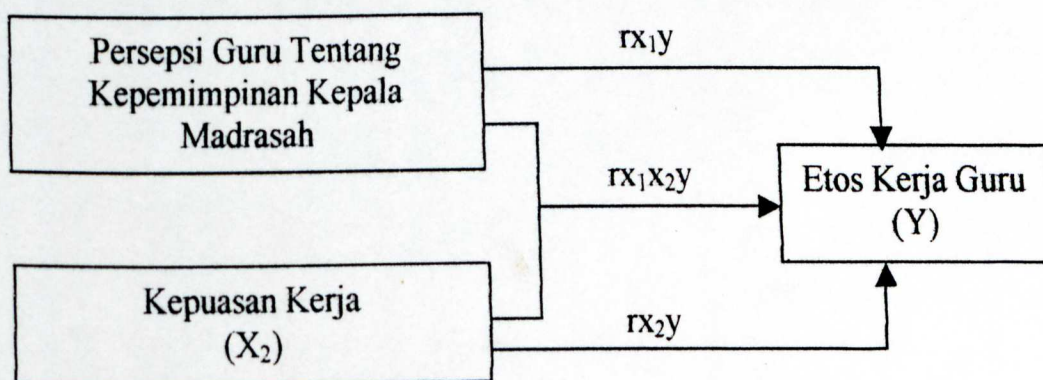 Persepsi Guru Tentang
Kepemimpinan Kepala
Madrasah
rx₁y
rx₁x₂y
Etos Kerja Guru
(Y)
Kepuasan Kerja
(X₂)
rx₂y